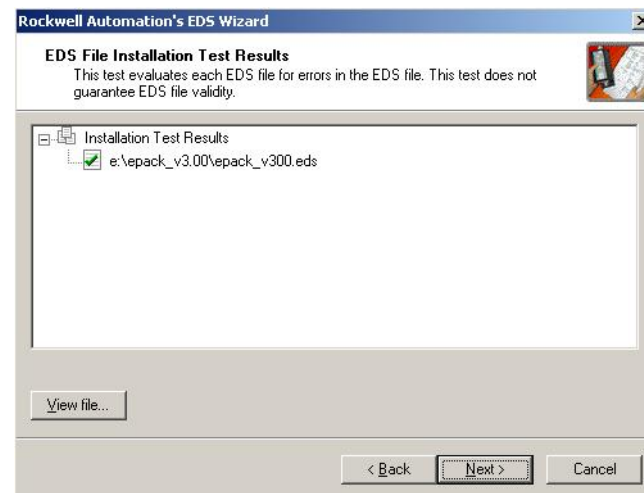 Rockwell Automation's EDS Wizard
EDS File Installation Test Results
This test evaluates each EDS file for errors in the EDS file. This test does not
guarantee EDS file validity.
Installation Test Results
e:\epack_v3.00\epack_v300.eds
View file...
< Back
Next >
Cancel